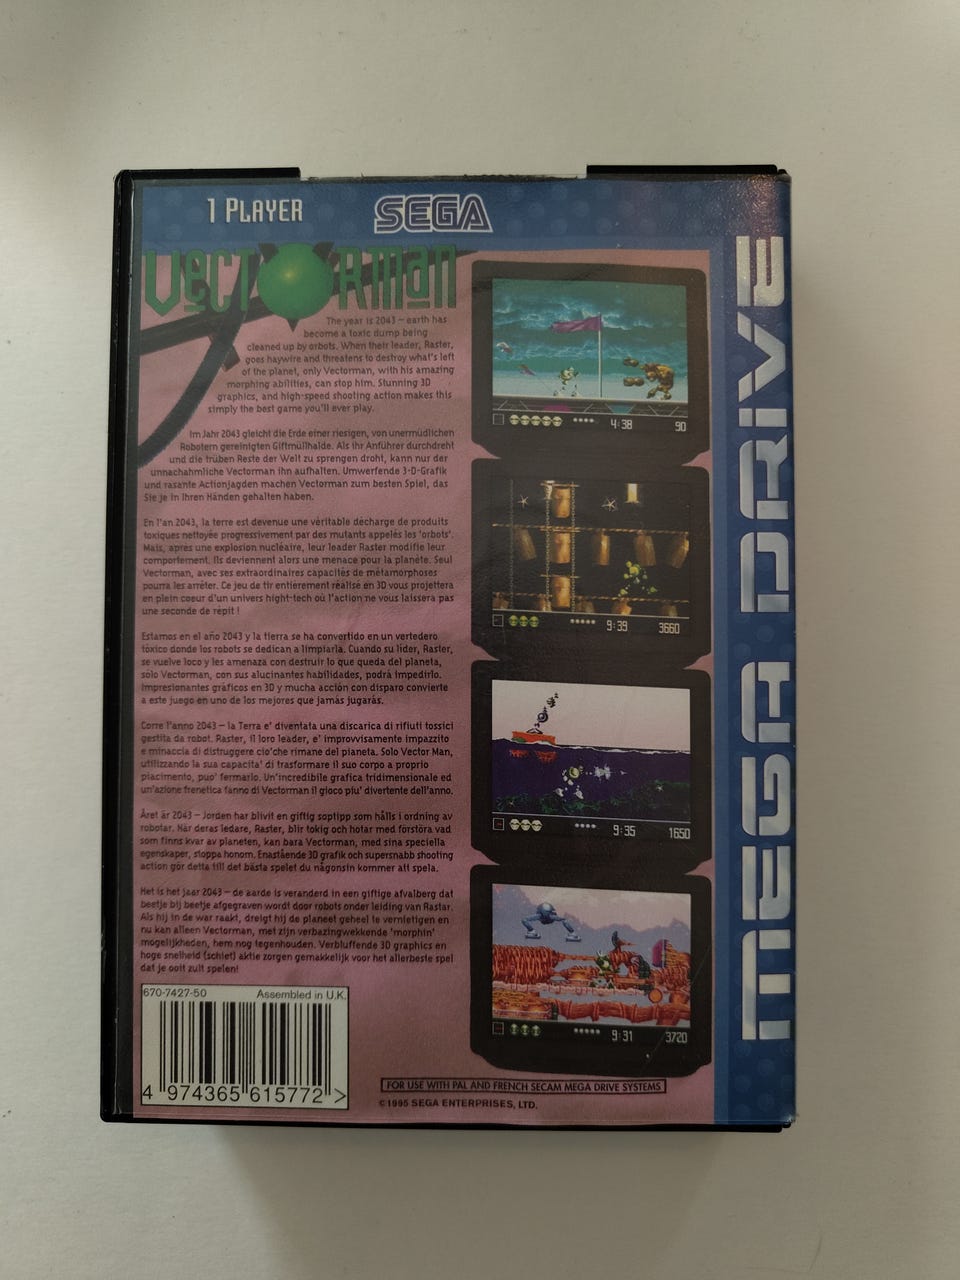 1 PLAYER
SEGA
VECTORMAN
The year is 2043 – earth has
become a toxic dump being
cleaned up by orbots. When their leader, Raster,
goes haywire and threatens to destroy what's left
of the planet, only Vectorman, with his amazing
morphing abilities, can stop him. Stunning 3D
graphics, and high-speed shooting action makes this
simply the best game you'll ever play.
Im Jahr 2043 gleicht die Erde einer riesigen, von unermüdlichen
Robotern gereinigten Giftmüllhalde. Als ihr Anführer durchdreht
und die trüben Reste der Welt zu sprengen droht, kann nur der
unnachahmliche Vectorman ihn aufhalten. Umwerfende 3-D-Grafik
und rasante Actionjagden machen Vectorman zum besten Spiel, das
Sie je in Ihren Händen gehalten haben.
En l'an 2043, la terre est devenue une véritable décharge de produits
toxiques nettoyée progressivement par des mutants appelés les 'orbots'.
Mais, après une explosion nucléaire, leur leader Raster modifie leur
comportement. Ils deviennent alors une menace pour la planète. Seul
Vectorman, avec ses extraordinaires capacités de métamorphoses
pourra les arrêter. Ce jeu de tir entièrement réalisé en 3D vous projettera
en plein coeur d'un univers hight-tech où l'action ne vous laissera pas
une seconde de répit !
Estamos en el año 2043 y la tierra se ha convertido en un vertedero
tóxico donde los robots se dedican a limpiarla. Cuando su líder, Raster,
se vuelve loco y les amenaza con destruir lo que queda del planeta,
sólo Vectorman, con sus alucinantes habilidades, podrá impedirlo.
Impresionantes gráficos en 3D y mucha acción con disparo convierte
a este juego en uno de los mejores que jamás jugarás.
Corre l'anno 2043 – la Terra e' diventata una discarica di rifiuti tossici
gestita da robot. Raster, il loro leader, e' improvvisamente impazzito
e minaccia di distruggere cio'che rimane del pianeta. Solo Vector Man,
utilizzando la sua capacita' di trasformare il suo corpo a proprio
piacimento, puo' fermarlo. Un'incredibile grafica tridimensionale ed
un'azione frenetica fanno di Vectorman il gioco piu' divertente dell'anno.
Året är 2043 – Jorden har blivit en giftig soptipp som hålls i ordning av
robotar. När deras ledare, Raster, blir tokig och hotar med förstöra vad
som finns kvar av planeten, kan bara Vectorman, med sina speciella
egenskaper, stoppa honom. Enastående 3D grafik och supersnabb shooting
action gör detta till det bästa spelet du någonsin kommer att spela.
Het is het jaar 2043 – de aarde is veranderd in een giftige afvalberg dat
beetje bij beetje afgegraven wordt door robots onder leiding van Rastar.
Als hij in de war raakt, dreigt hij de planeet geheel te vernietigen en
nu kan alleen Vectorman, met zijn verbazingwekkende 'morphin'
mogelijkheden, hem nog tegenhouden. Verbluffende 3D graphics en
hoge snelheid (schiet) aktie zorgen gemakkelijk voor het allerbeste spel
dat je ooit zult spelen!
670-7427-50 Assembled in U.K.
4 974365 615772 >
4:38 90
9:39 3660
9:35 1650
9:31 3720
FOR USE WITH PAL AND FRENCH SECAM MEGA DRIVE SYSTEMS
©1995 SEGA ENTERPRISES, LTD.
MEGA DRIVE